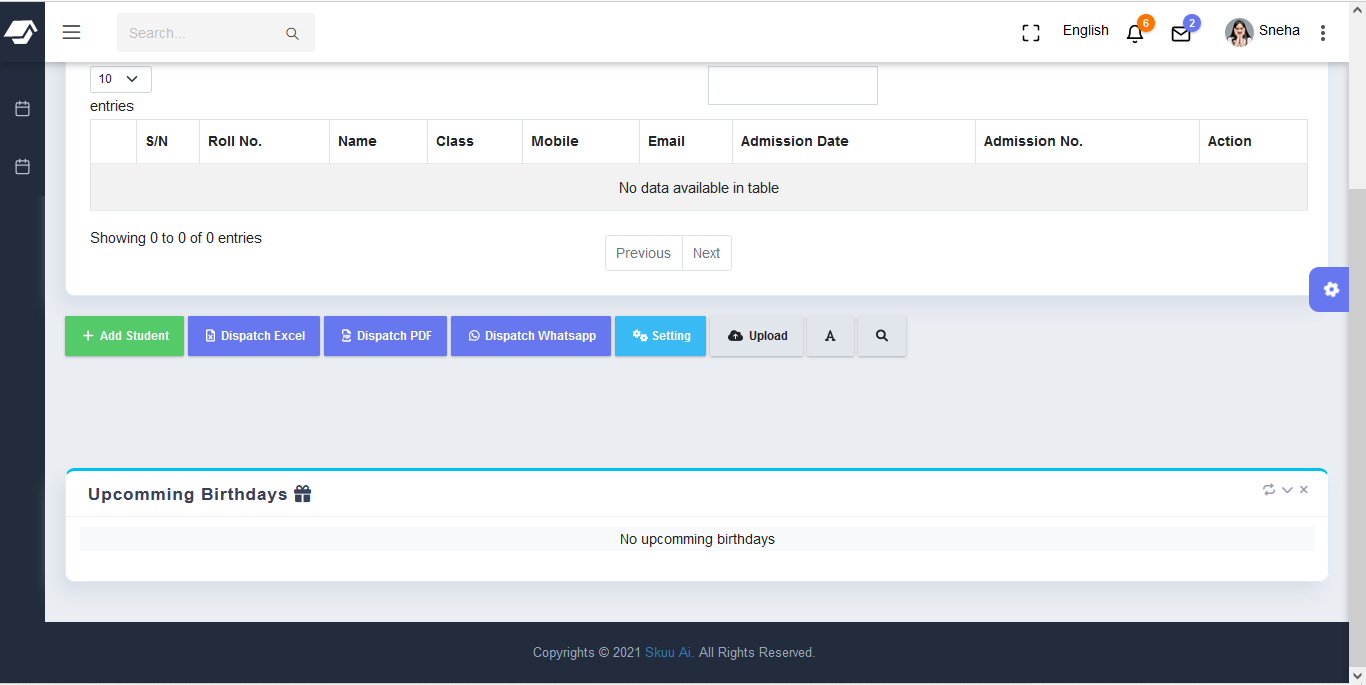 Search...
English
6
2
Sneha
10
entries
S/N Roll No. Name Class Mobile Email Admission Date Admission No. Action
No data available in table
Showing 0 to 0 of 0 entries
Previous Next
Add Student Dispatch Excel Dispatch PDF Dispatch Whatsapp Setting Upload A
Upcomming Birthdays
No upcomming birthdays
Copyrights © 2021 Skuu Ai. All Rights Reserved.